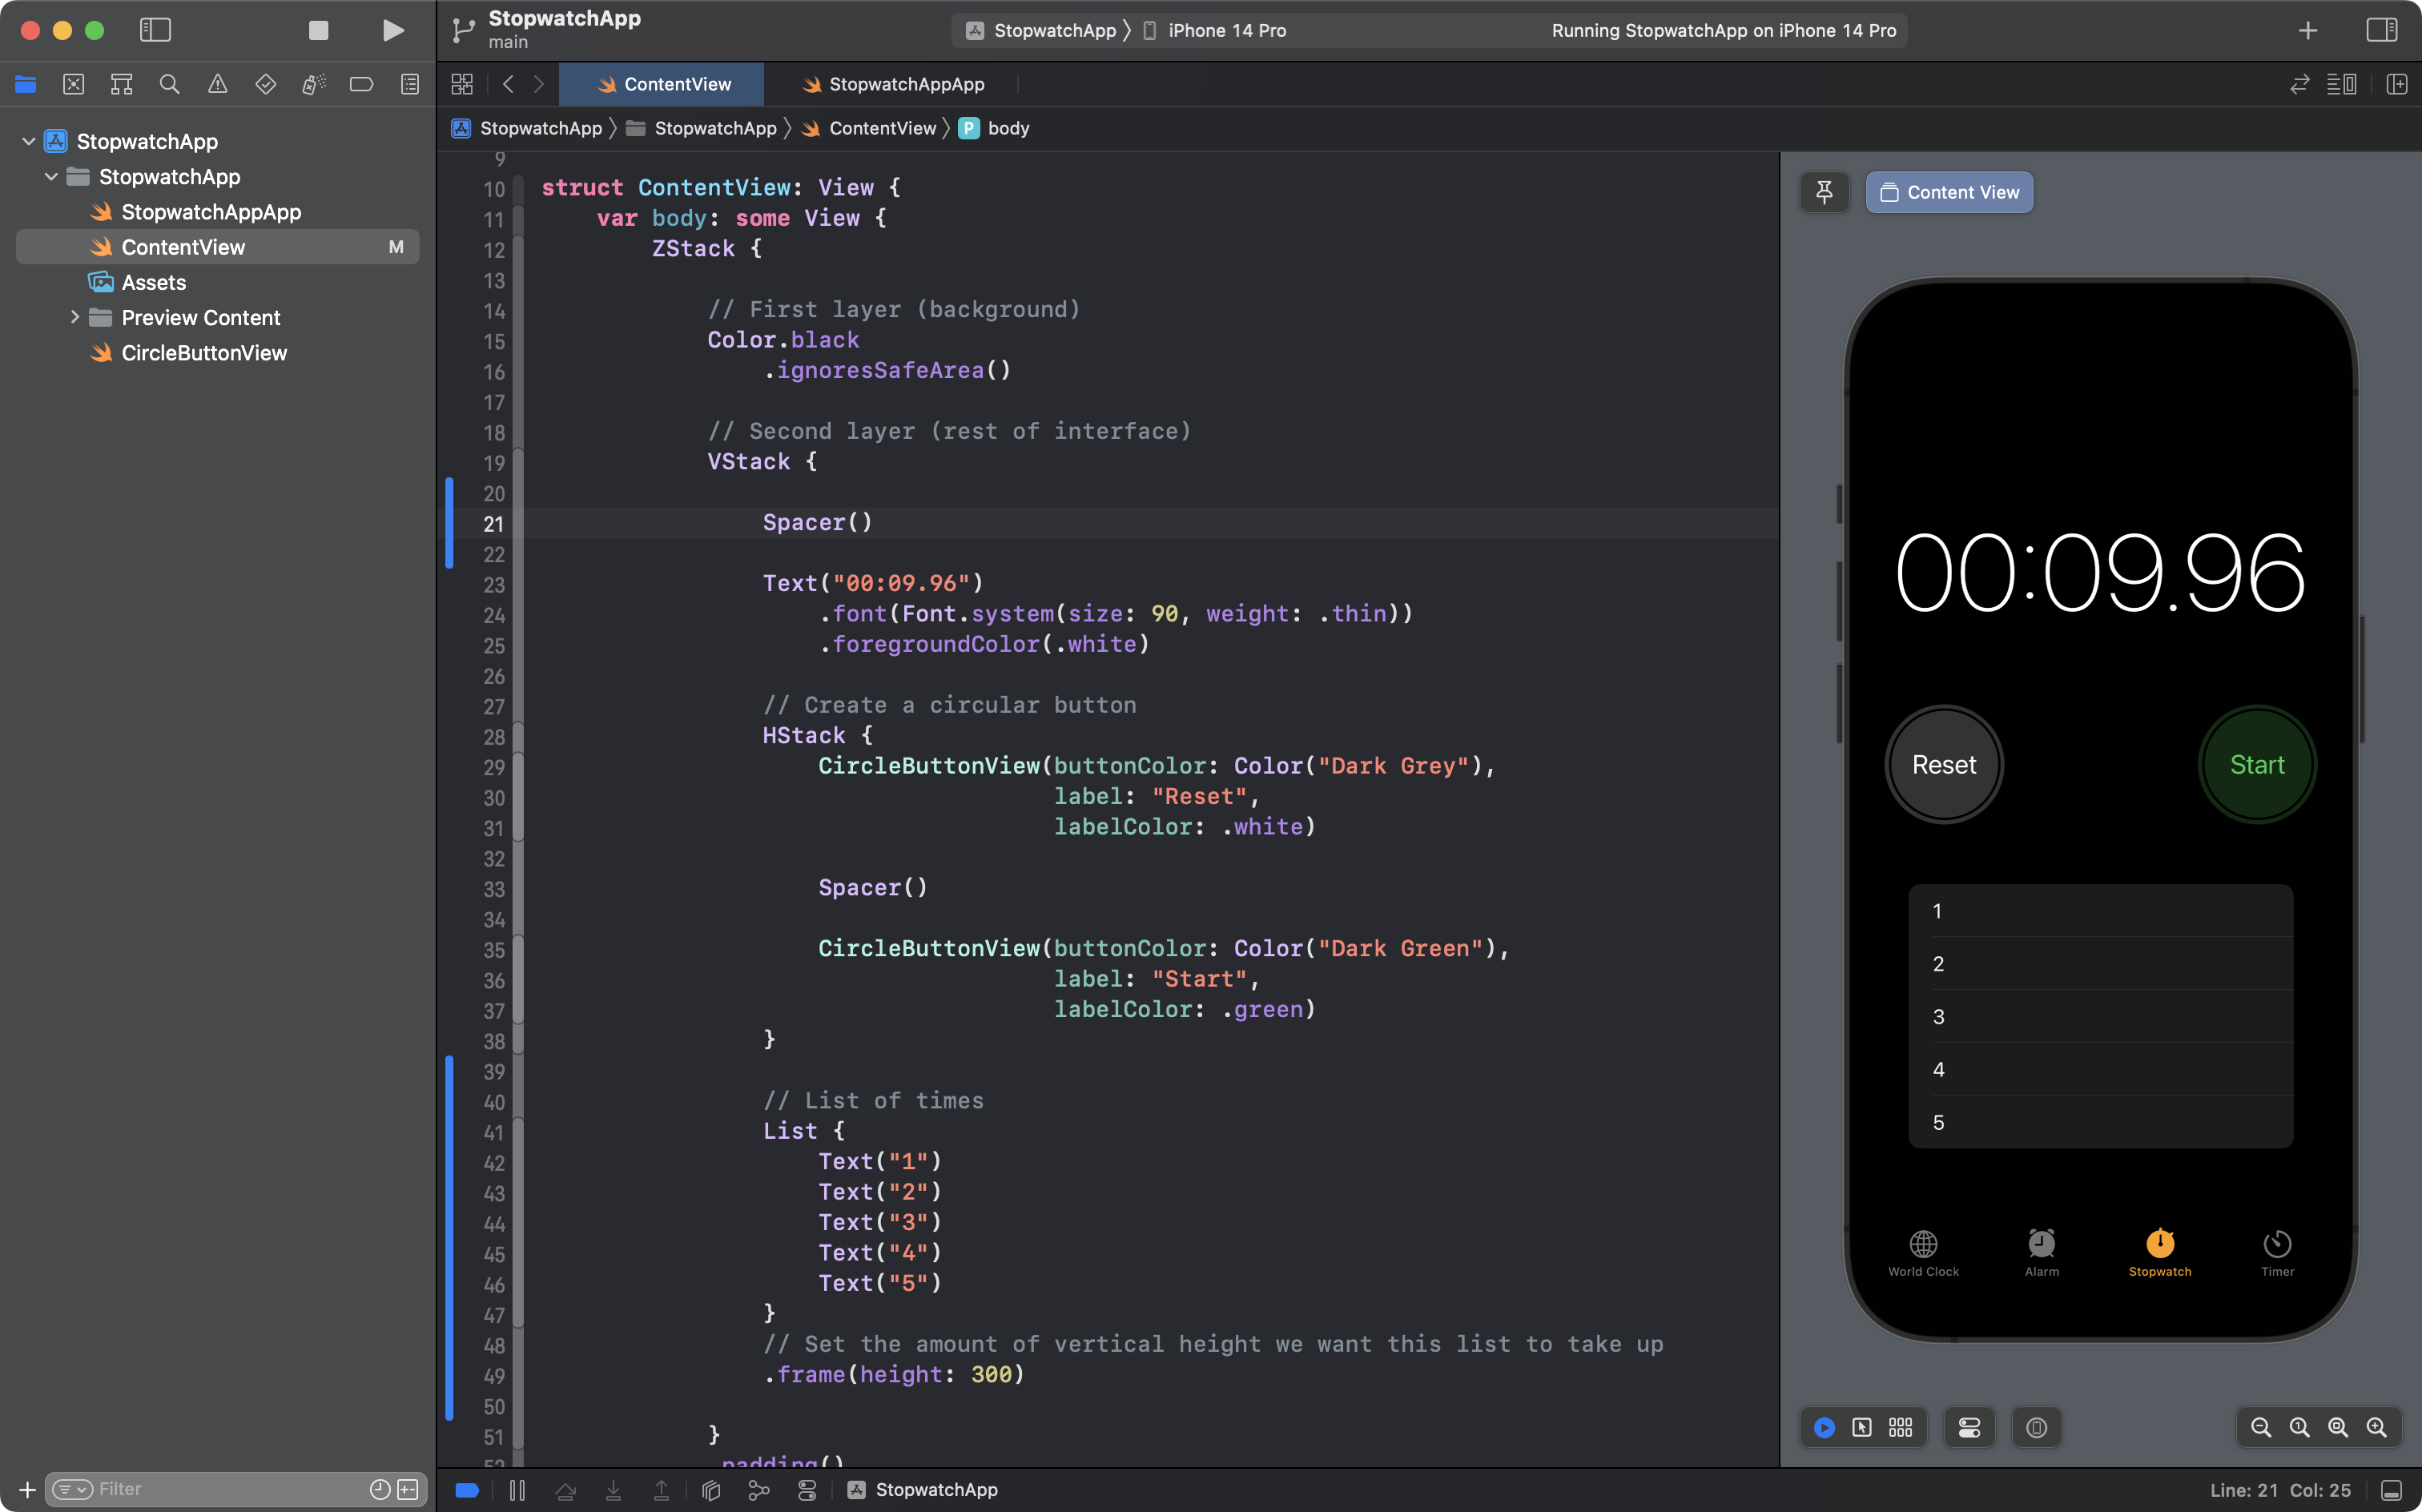 StopwatchApp
main
StopwatchApp
iPhone 14 Pro
Running StopwatchApp on iPhone 14 Pro
ContentView
StopwatchAppApp
StopwatchApp
StopwatchApp
ContentView
P
body
StopwatchApp
StopwatchApp
StopwatchAppApp
ContentView
M
Assets
Preview Content
CircleButtonView
9
10 struct ContentView: View {
11 var body: some View {
12 ZStack {
13
14 // First layer (background)
15 Color.black
16 .ignoresSafeArea()
17
18 // Second layer (rest of interface)
19 VStack {
20
21 Spacer()
22
23 Text("00:09.96")
24 .font(Font.system(size: 90, weight: .thin))
25 .foregroundColor(.white)
26
27 // Create a circular button
28 HStack {
29 CircleButtonView(buttonColor: Color("Dark Grey"),
30 label: "Reset",
31 labelColor: .white)
32
33 Spacer()
34
35 CircleButtonView(buttonColor: Color("Dark Green"),
36 label: "Start",
37 labelColor: .green)
38 }
39
40 // List of times
41 List {
42 Text("1")
43 Text("2")
44 Text("3")
45 Text("4")
46 Text("5")
47 }
48 // Set the amount of vertical height we want this list to take up
49 .frame(height: 300)
50
51 }
52 .padding()
Content View
00:09.96
Reset
Start
1
2
3
4
5
World Clock
Alarm
Stopwatch
Timer
Filter
StopwatchApp
Line: 21 Col: 25